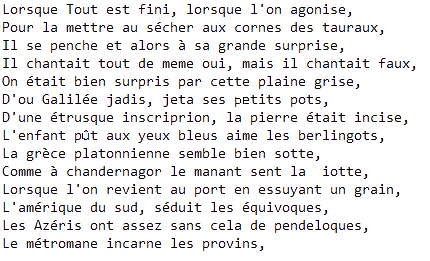 Lorsque Tout est fini, lorsque l'on agonise,
Pour la mettre au sécher aux cornes des tauraux,
Il se penche et alors à sa grande surprise,
Il chantait tout de meme oui, mais il chantait faux,
On était bien surpris par cette plaine grise,
D'ou Galilée jadis, jeta ses petits pots,
D'une étrusque inscriprion, la pierre était incise,
L'enfant pût aux yeux bleus aime les berlingots,
La grèce platonnienne semble bien sotte,
Comme à chandernagor le manant sent la  iotte,
Lorsque l'on revient au port en essuyant un grain,
L'amérique du sud, séduit les équivoques,
Les Azéris ont assez sans cela de pendeloques,
Le métromane incarne les provins,